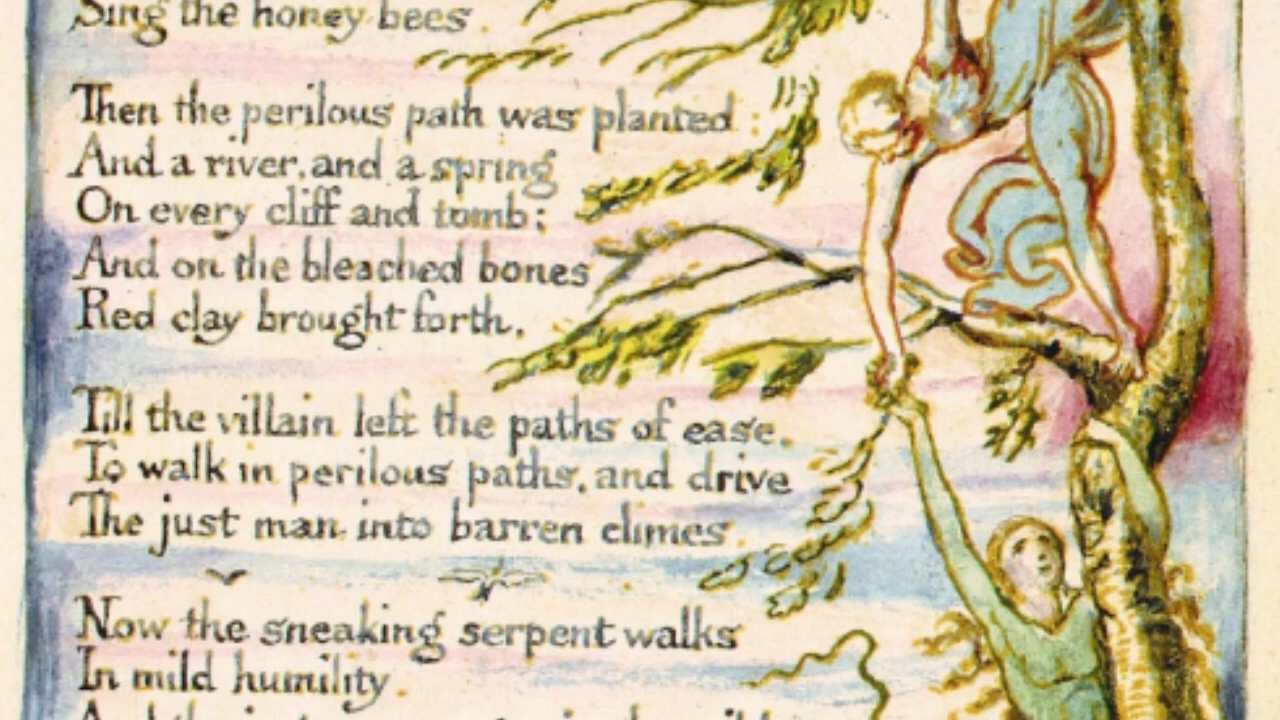 Sing the honey bees.
Then the perilous path was planted:
And a river, and a spring
On every cliff and tomb;
And on the bleached bones
Red clay brought forth.
Till the villain left the paths of ease,
To walk in perilous paths, and drive
The just man into barren climes.
Now the sneaking serpent walks
In mild humility.